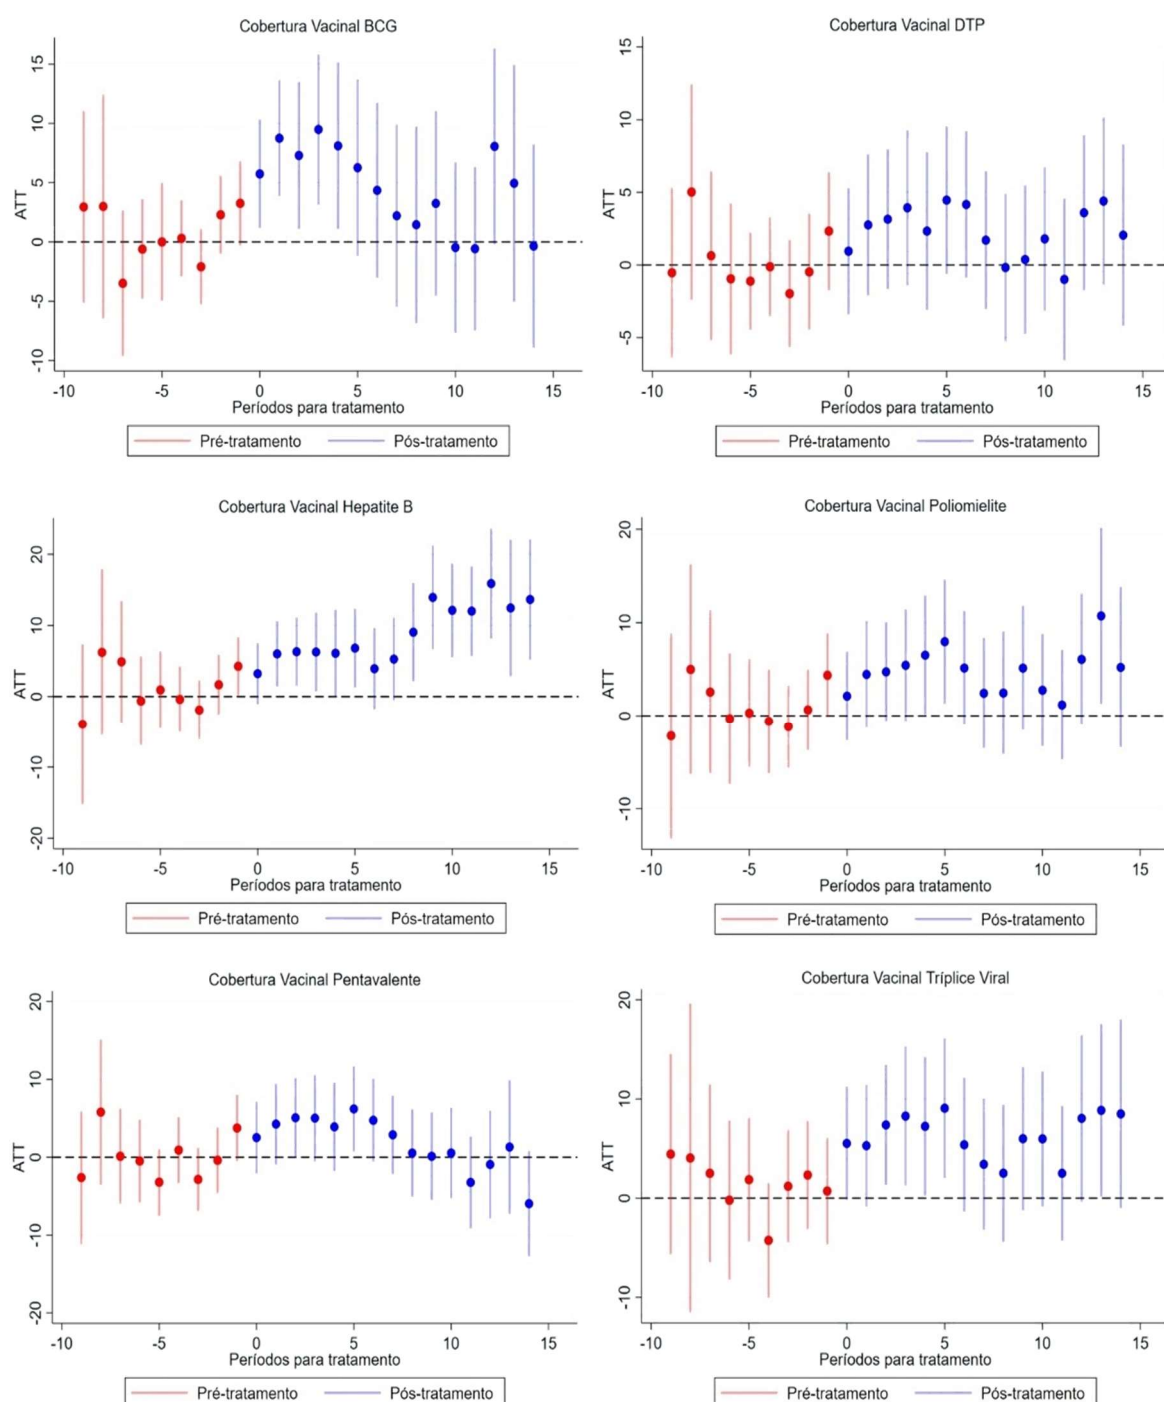 Cobertura Vacinal BCG
ATT
15
10
5
0
-5
-10
-10 -5 0 5 10 15
Períodos para tratamento
Pré-tratamento Pós-tratamento
Cobertura Vacinal DTP
ATT
15
10
5
0
-5
-10 -5 0 5 10 15
Períodos para tratamento
Pré-tratamento Pós-tratamento
Cobertura Vacinal Hepatite B
ATT
20
10
0
-10
-20
-10 -5 0 5 10 15
Períodos para tratamento
Pré-tratamento Pós-tratamento
Cobertura Vacinal Poliomielite
ATT
20
10
0
-10
-10 -5 0 5 10 15
Períodos para tratamento
Pré-tratamento Pós-tratamento
Cobertura Vacinal Pentavalente
ATT
20
10
0
-10
-20
-10 -5 0 5 10 15
Períodos para tratamento
Pré-tratamento Pós-tratamento
Cobertura Vacinal Tríplice Viral
ATT
20
10
0
-10
-10 -5 0 5 10 15
Períodos para tratamento
Pré-tratamento Pós-tratamento